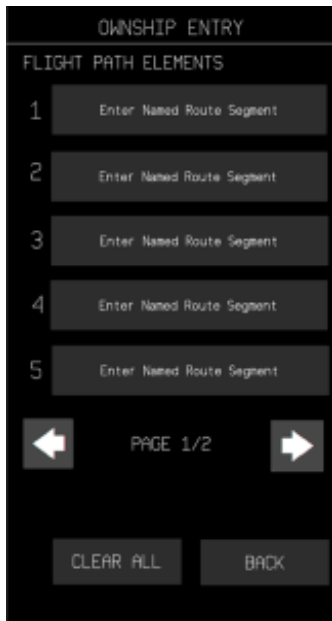 OWNSHIP ENTRY
FLIGHT PATH ELEMENTS
1 Enter Named Route Segment
2 Enter Named Route Segment
3 Enter Named Route Segment
4 Enter Named Route Segment
5 Enter Named Route Segment
PAGE 1/2
CLEAR ALL BACK